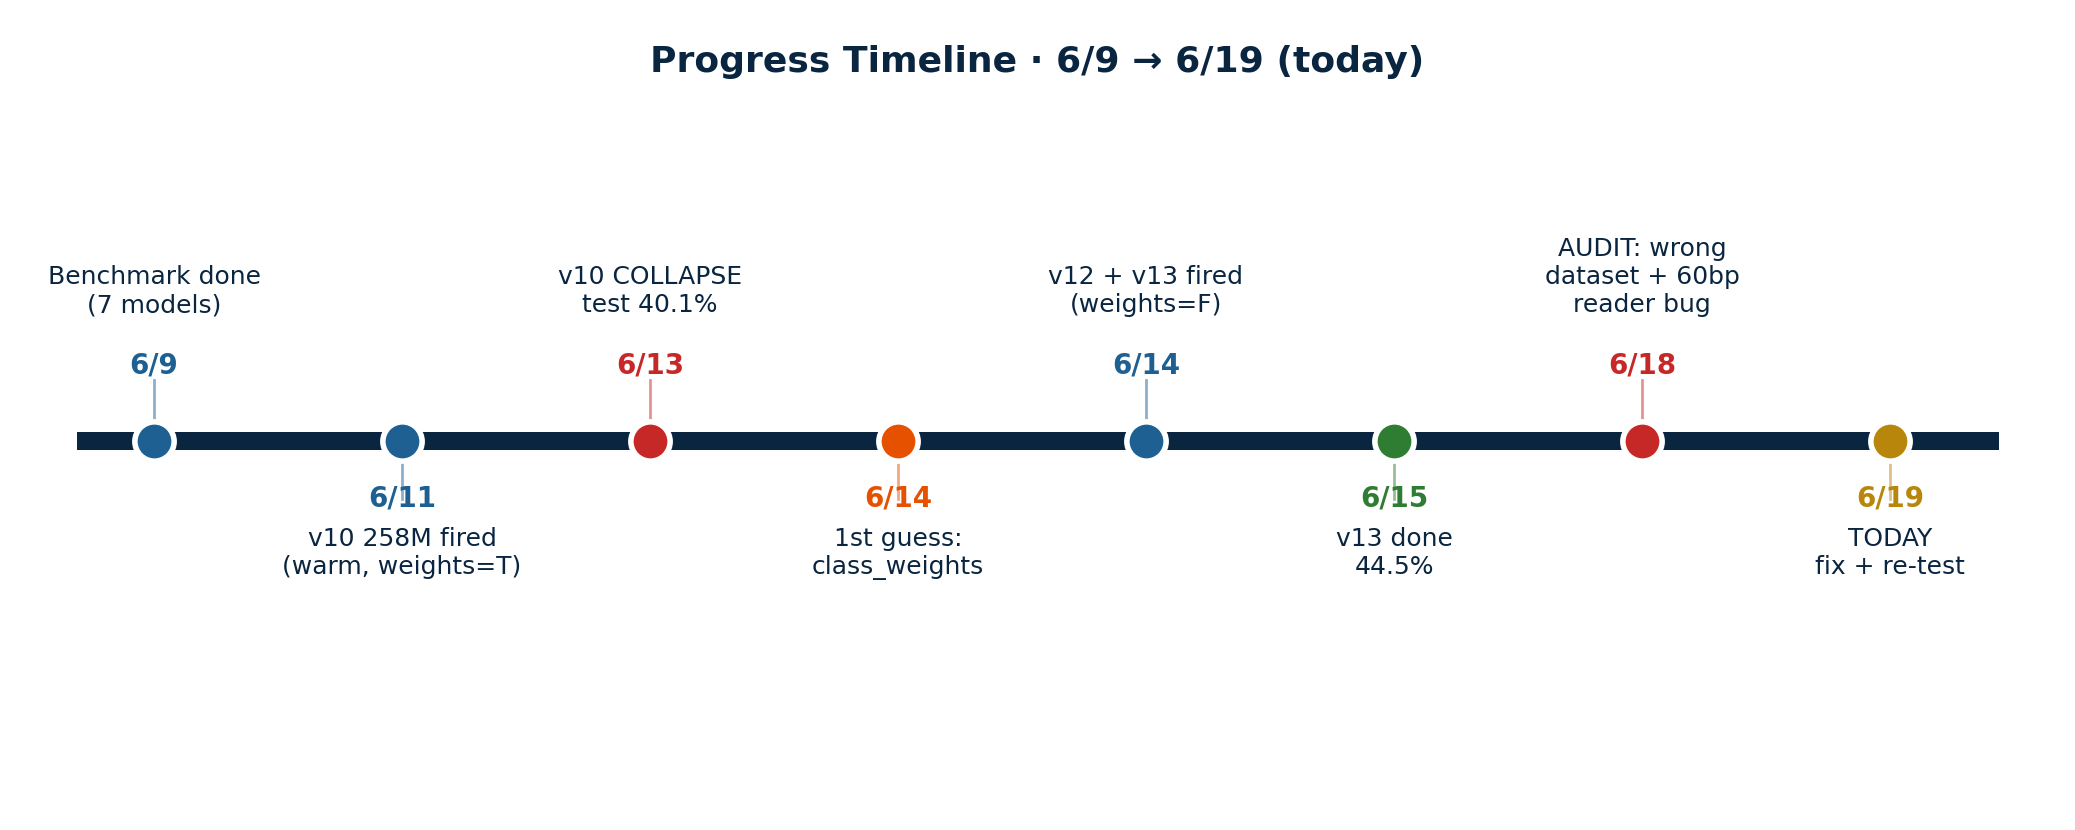 Progress Timeline · 6/9 → 6/19 (today)
Benchmark done
(7 models)
6/9
6/11
v10 258M fired
(warm, weights=T)
v10 COLLAPSE
test 40.1%
6/13
6/14
1st guess:
class_weights
v12 + v13 fired
(weights=F)
6/14
6/15
v13 done
44.5%
AUDIT: wrong
dataset + 60bp
reader bug
6/18
6/19
TODAY
fix + re-test